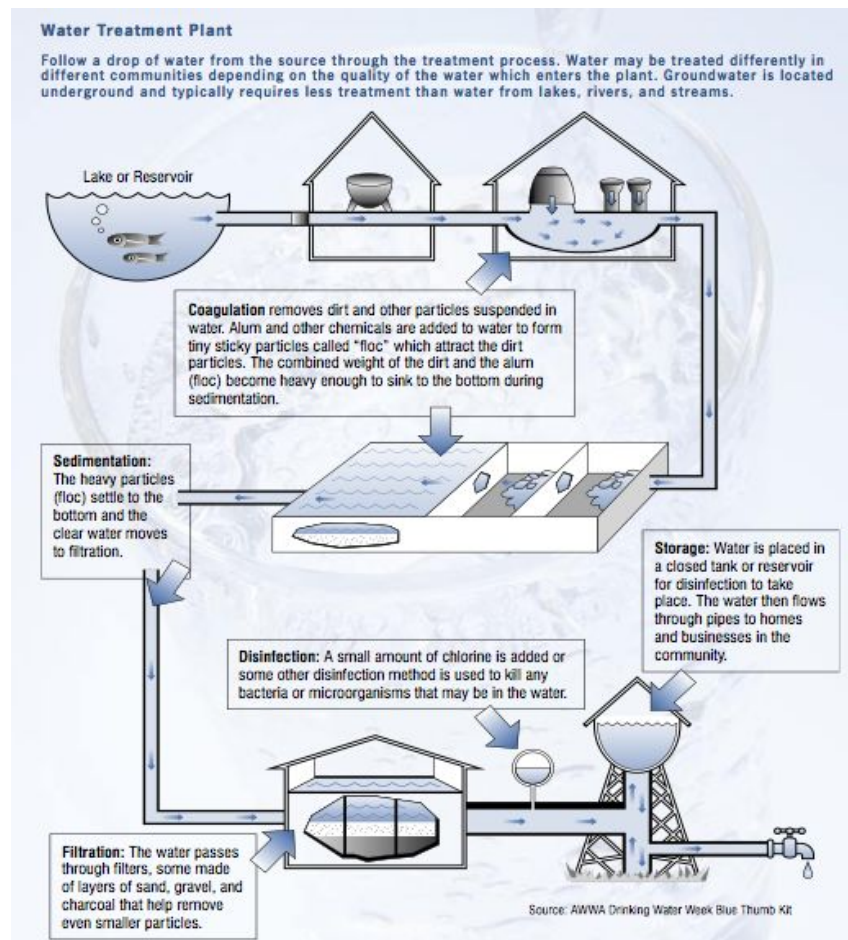 Water Treatment Plant
Follow a drop of water from the source through the treatment process. Water may be treated differently in
different communities depending on the quality of the water which enters the plant. Groundwater is located
underground and typically requires less treatment than water from lakes, rivers, and streams.
Lake or Reservoir
Coagulation removes dirt and other particles suspended in
water. Alum and other chemicals are added to water to form
tiny sticky particles called “floc” which attract the dirt
particles. The combined weight of the dirt and the alum
(floc) become heavy enough to sink to the bottom during
sedimentation.
Sedimentation:
The heavy particles
(floc) settle to the
bottom and the
clear water moves
to filtration.
Storage: Water is placed in
a closed tank or reservoir
for disinfection to take
place. The water then flows
through pipes to homes
and businesses in the
community.
Disinfection: A small amount of chlorine is added or
some other disinfection method is used to kill any
bacteria or microorganisms that may be in the water.
Filtration: The water passes
through filters, some made
of layers of sand, gravel, and
charcoal that help remove
even smaller particles.
Source: AWWA Drinking Water Week Blue Thumb Kit